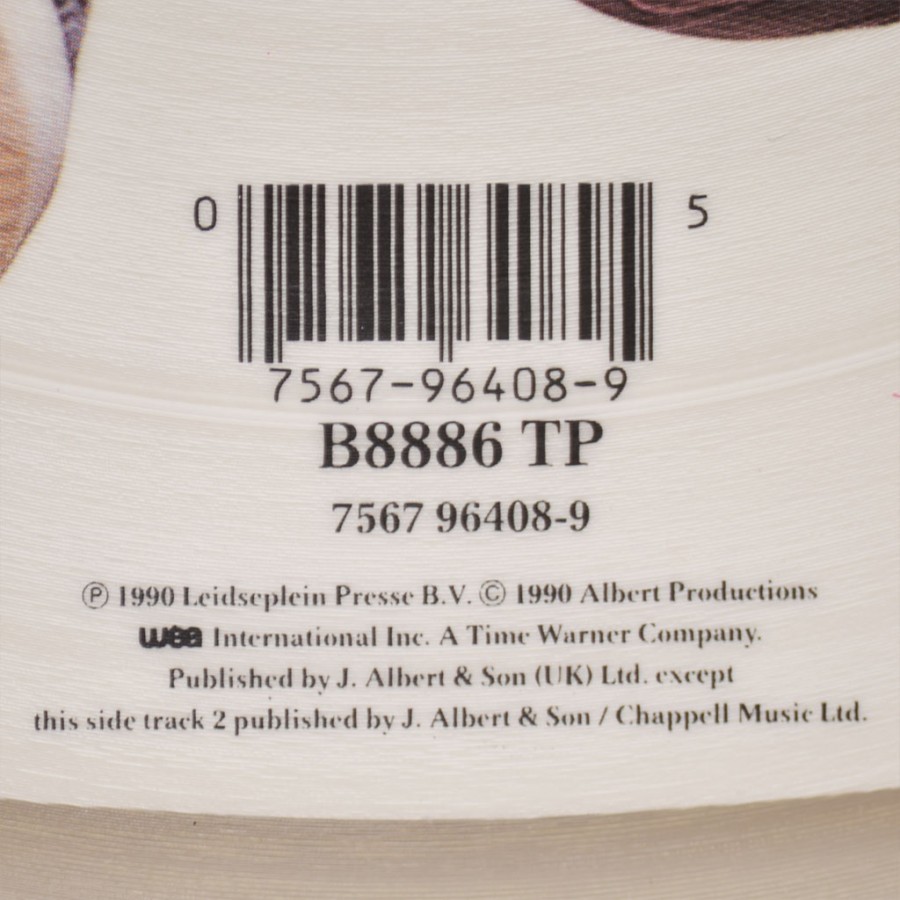 0 5
7567-96408-9
B8886 TP
7567 96408-9
Ⓟ 1990 Leidseplein Presse B.V. © 1990 Albert Productions
wea International Inc. A Time Warner Company.
Published by J. Albert & Son (UK) Ltd. except
this side track 2 published by J. Albert & Son / Chappell Music Ltd.